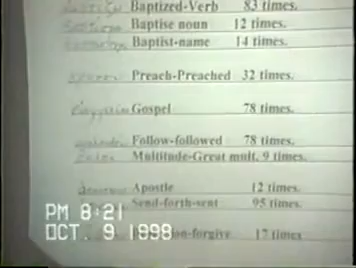 Baptized-Verb 83 times.
Baptise noun 12 times.
Baptist-name 14 times.
Preach-Preached 32 times.
Gospel 78 times.
Follow-followed 78 times.
Multitude-Great mult. 9 times.
Apostle 12 times.
Send-forth-sent 95 times.
PM 8:21
-forgive 17 times
OCT. 9 1998